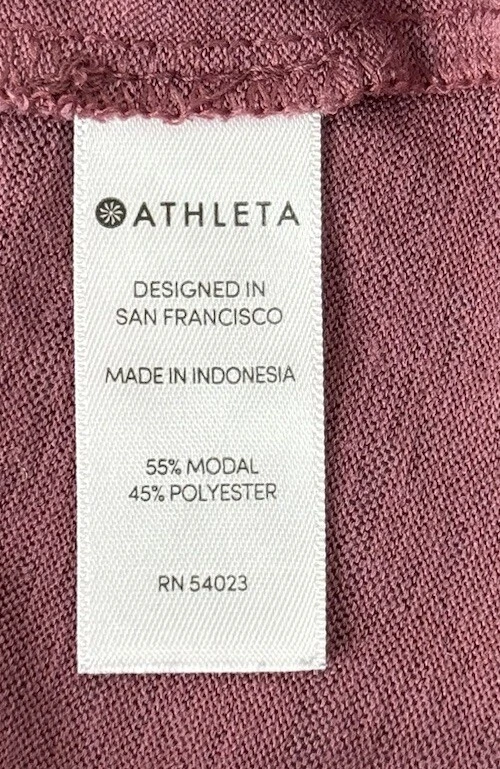 ATHLETA
DESIGNED IN
SAN FRANCISCO
MADE IN INDONESIA
55% MODAL
45% POLYESTER
RN 54023